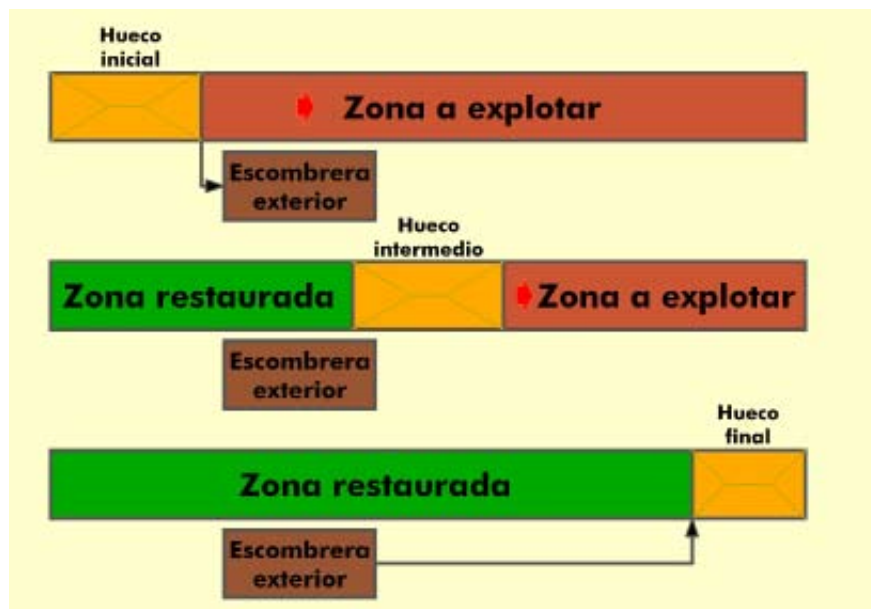 Hueco
inicial
Zona a explotar
Escombrera
exterior
Hueco
intermedio
Zona restaurada
Zona a explotar
Escombrera
exterior
Hueco
final
Zona restaurada
Escombrera
exterior